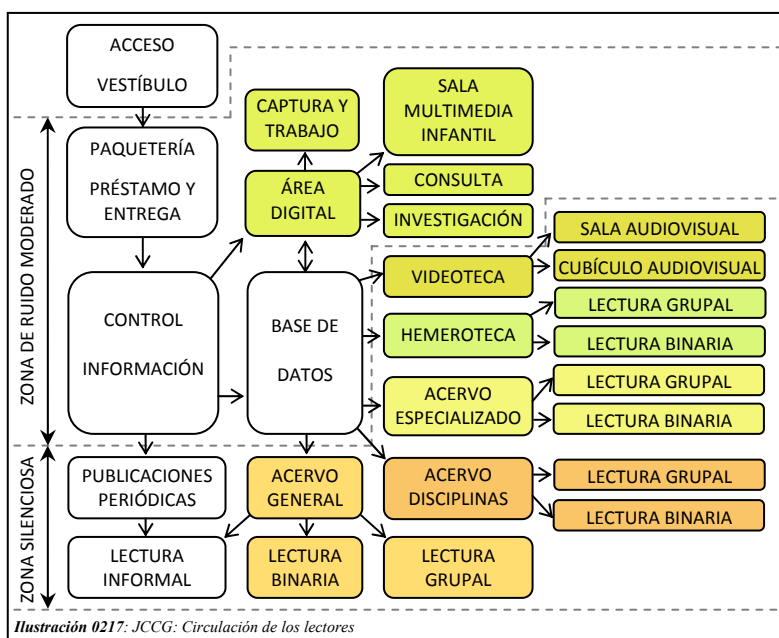 ACCESO
VESTÍBULO
ZONA DE RUIDO MODERADO
PAQUETERÍA
PRÉSTAMO Y
ENTREGA
CAPTURA Y
TRABAJO
SALA
MULTIMEDIA
INFANTIL
ÁREA
DIGITAL
CONSULTA
INVESTIGACIÓN
CONTROL
INFORMACIÓN
BASE DE
DATOS
VIDEOTECA
SALA AUDIOVISUAL
CUBÍCULO AUDIOVISUAL
HEMEROTECA
LECTURA GRUPAL
LECTURA BINARIA
ACERVO
ESPECIALIZADO
LECTURA GRUPAL
LECTURA BINARIA
ZONA SILENCIOSA
PUBLICACIONES
PERIÓDICAS
ACERVO
GENERAL
ACERVO
DISCIPLINAS
LECTURA GRUPAL
LECTURA BINARIA
LECTURA
INFORMAL
LECTURA
BINARIA
LECTURA
GRUPAL
Ilustración 0217: JCCG: Circulación de los lectores